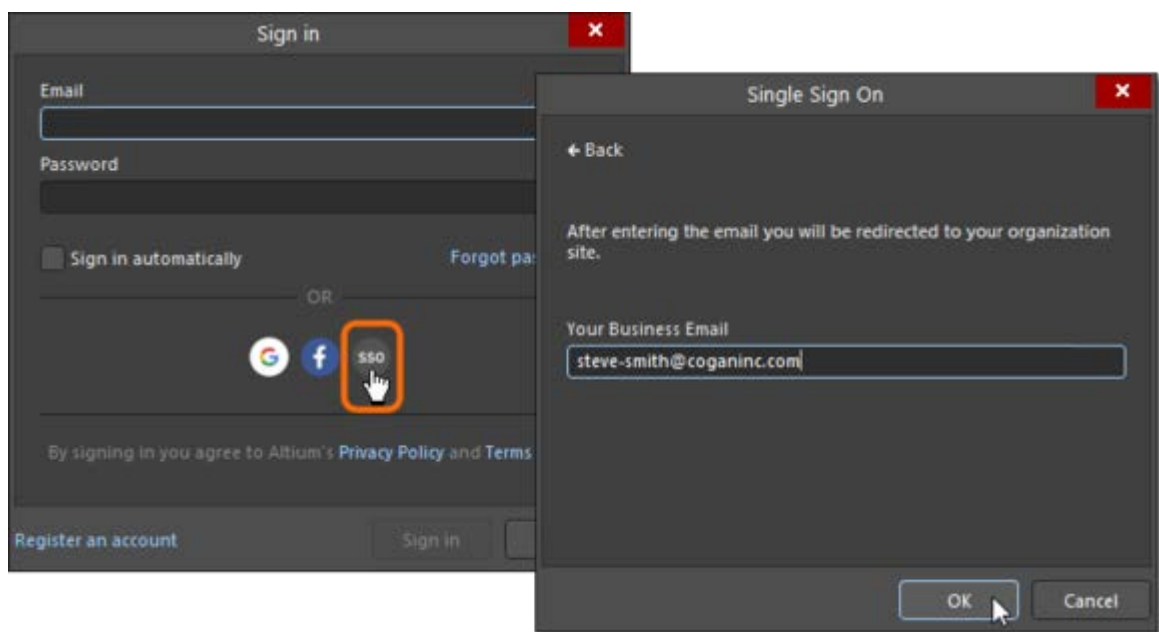 Sign in
Email
Password
Sign in automatically
Forgot pa
OR
G f sso
By signing in you agree to Altium's Privacy Policy and Terms
Register an account
Sign in
Single Sign On
Back
After entering the email you will be redirected to your organization
site.
Your Business Email
steve-smith@coganinc.com
OK Cancel